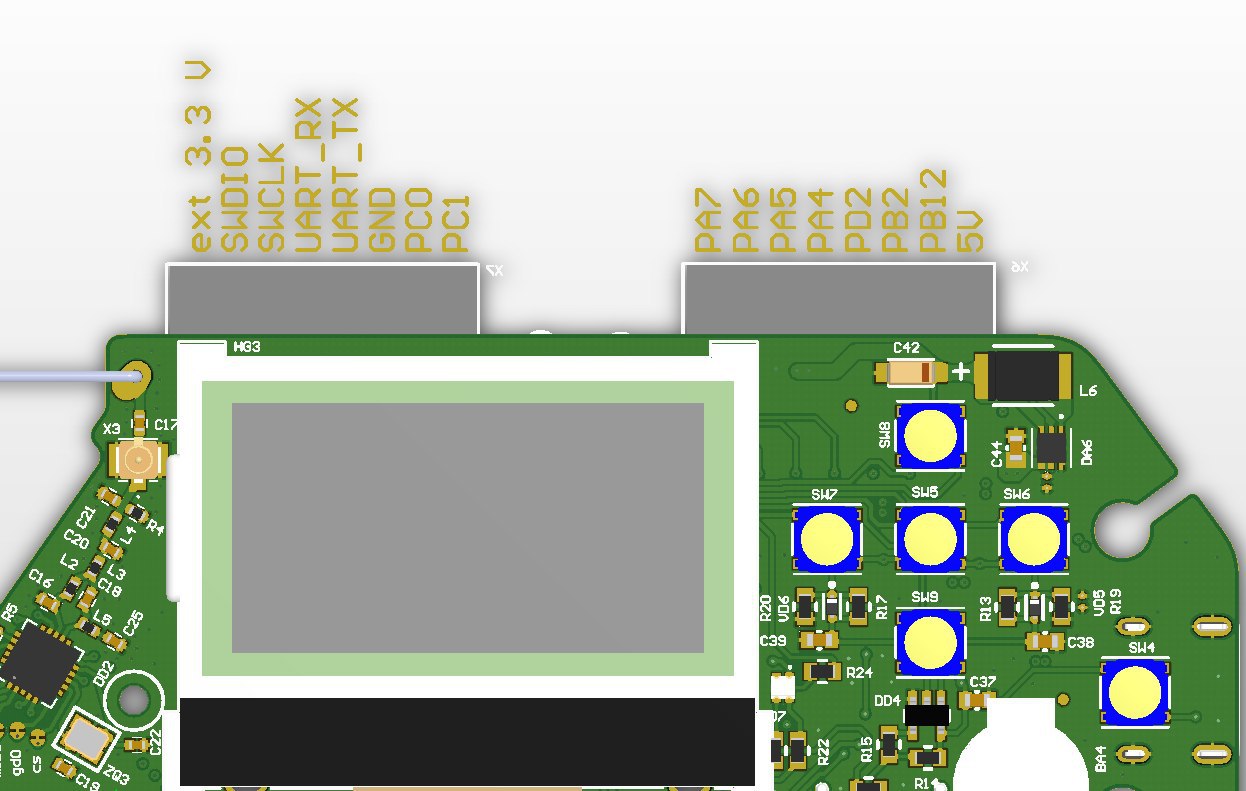 ext 3.3 V
SWDIO
SWCLK
UART_RX
UART_TX
GND
PC0
PC1
PA7
PA6
PA5
PA4
PD2
PB2
PB12
5V
X7
X6
HG3
C42
+
L6
X3
C17
SW8
C44
DA6
C21
R4
SW7
SW5
SW6
C20
L4
L2
L3
C16
C18
R5
L5
C25
R20
VD6
R17
SW9
R13
VD5
R19
C39
C38
DD2
R24
SW4
C37
DD4
C22
R22
R15
BA4
gd0
cs
ZQ3
C19
R14